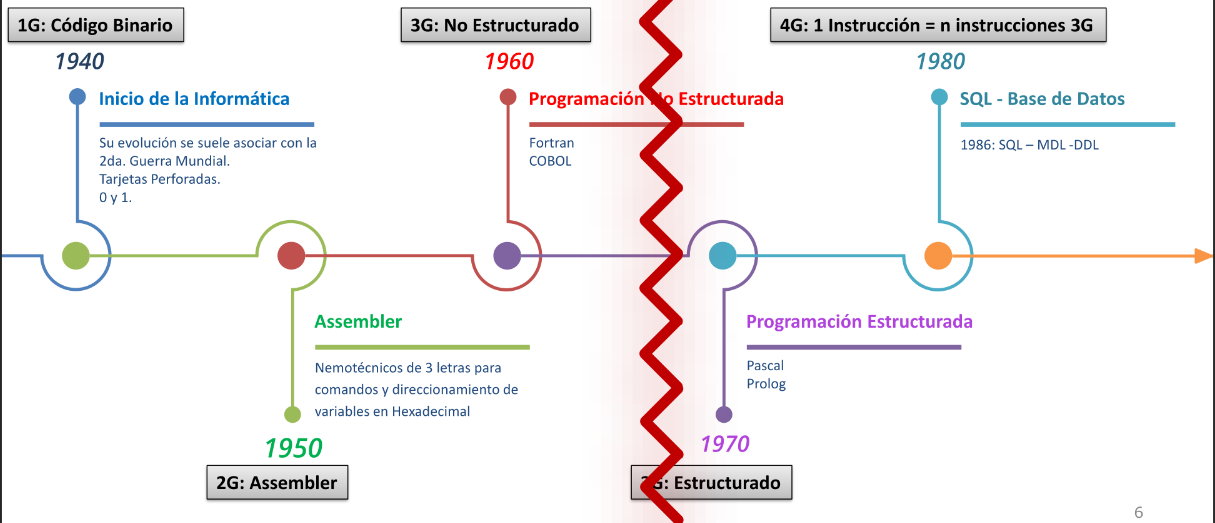 1G: Código Binario
1940
Inicio de la Informática
Su evolución se suele asociar con la
2da. Guerra Mundial.
Tarjetas Perforadas.
0 y 1.
Assembler
Nemotécnicos de 3 letras para
comandos y direccionamiento de
variables en Hexadecimal
1950
2G: Assembler
3G: No Estructurado
1960
Programación No Estructurada
Fortran
COBOL
Programación Estructurada
Pascal
Prolog
1970
3G: Estructurado
4G: 1 Instrucción = n instrucciones 3G
1980
SQL - Base de Datos
1986: SQL – MDL -DDL
6